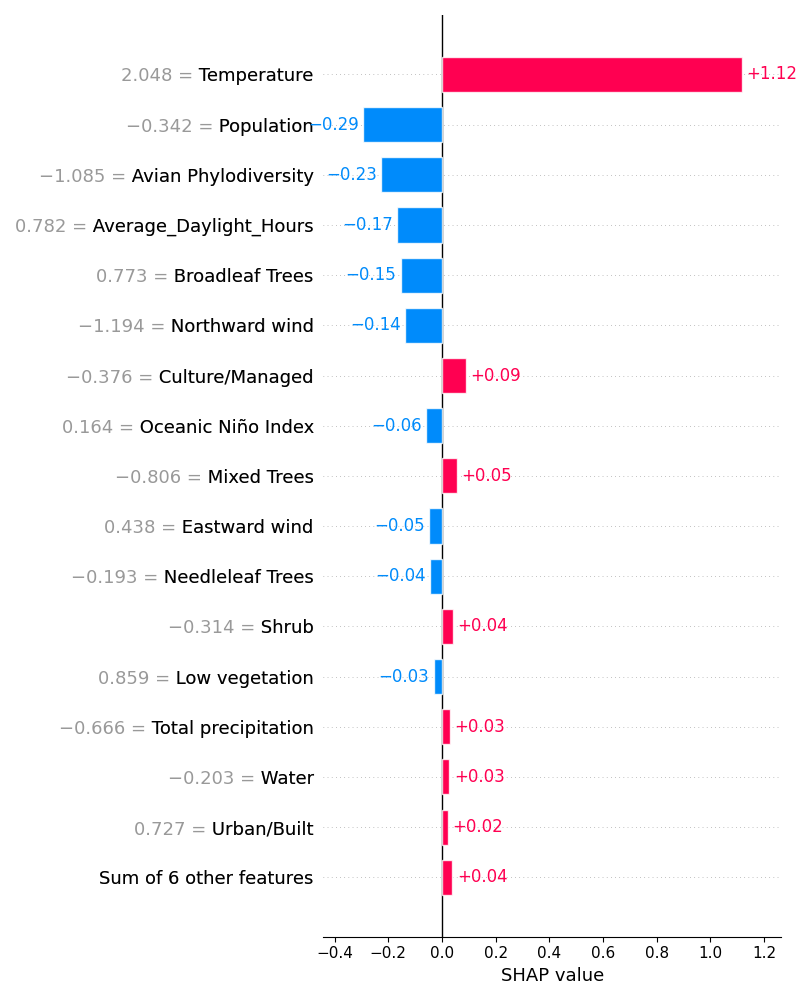 2.048 = Temperature +1.12
−0.342 = Population −0.29
−1.085 = Avian Phylodiversity −0.23
0.782 = Average_Daylight_Hours −0.17
0.773 = Broadleaf Trees −0.15
−1.194 = Northward wind −0.14
−0.376 = Culture/Managed +0.09
0.164 = Oceanic Niño Index −0.06
−0.806 = Mixed Trees +0.05
0.438 = Eastward wind −0.05
−0.193 = Needleleaf Trees −0.04
−0.314 = Shrub +0.04
0.859 = Low vegetation −0.03
−0.666 = Total precipitation +0.03
−0.203 = Water +0.03
0.727 = Urban/Built +0.02
Sum of 6 other features +0.04
−0.4 −0.2 0.0 0.2 0.4 0.6 0.8 1.0 1.2
SHAP value